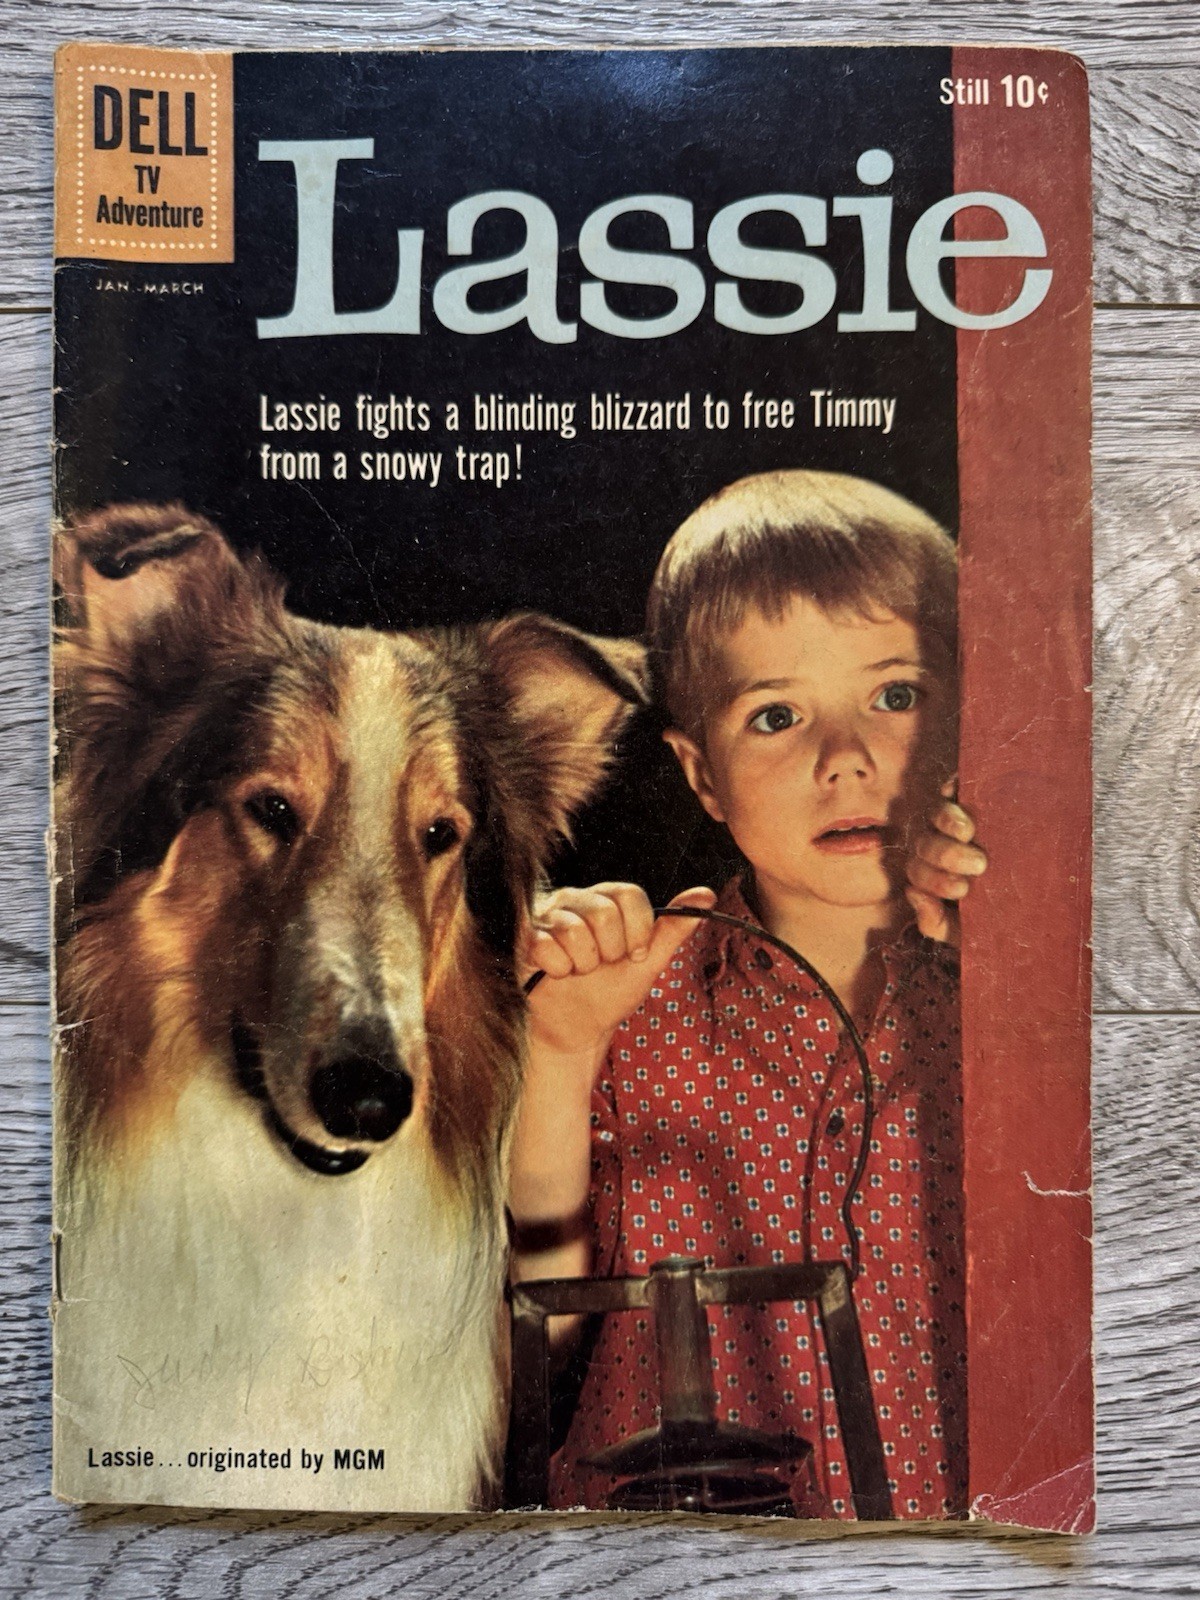 DELL
TV
Adventure
JAN.-MARCH
Still 10¢
Lassie
Lassie fights a blinding blizzard to free Timmy
from a snowy trap!
Judy
Lassie...originated by MGM